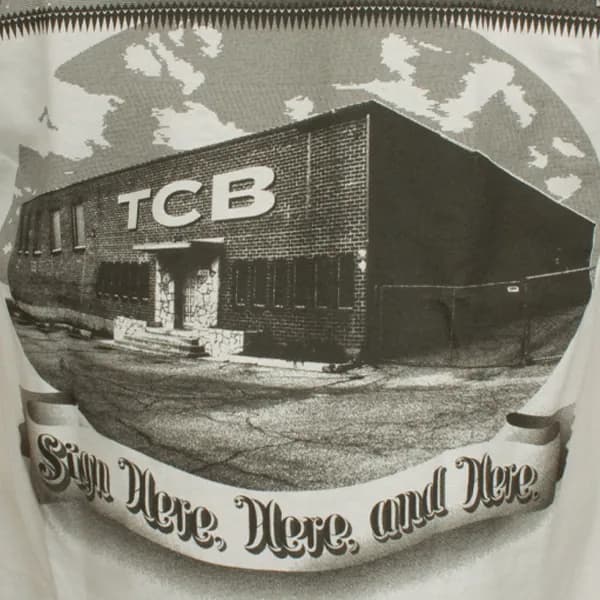 TCB
Sign Here, Here, and Here.